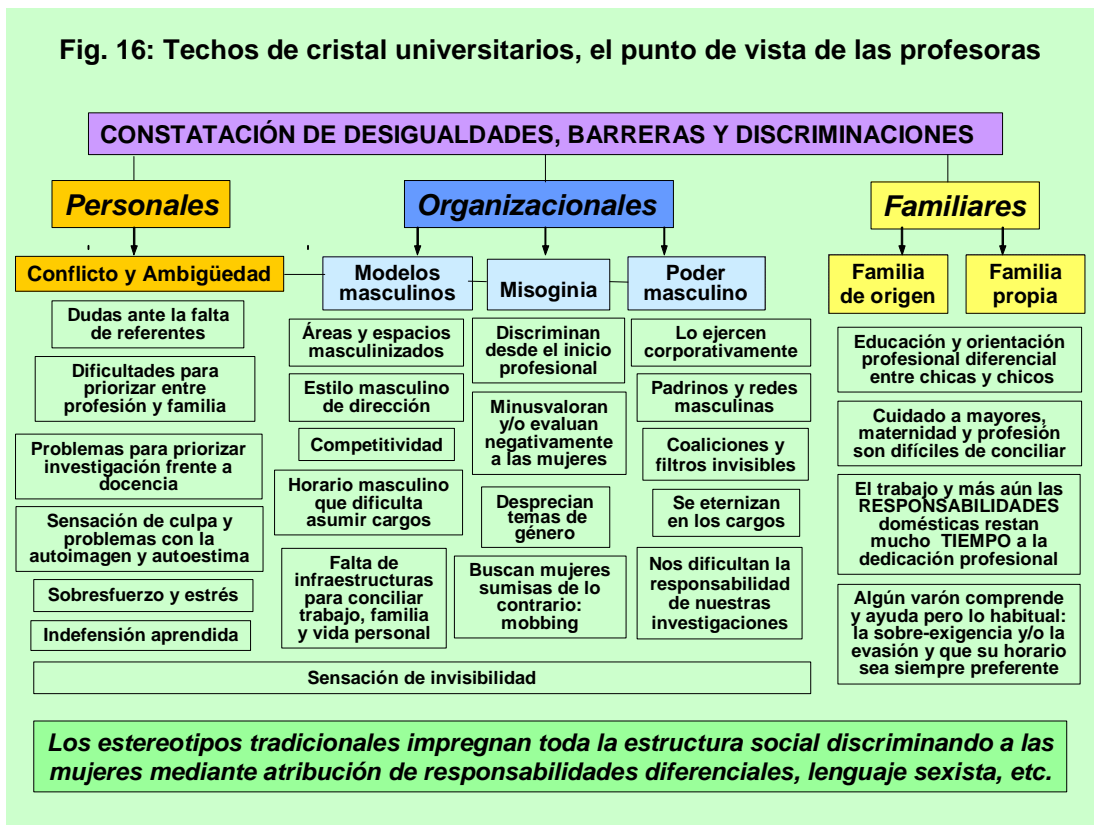 Fig. 16: Techos de cristal universitarios, el punto de vista de las profesoras
CONSTATACIÓN DE DESIGUALDADES, BARRERAS Y DISCRIMINACIONES
Personales
Organizacionales
Familiares
Conflicto y Ambigüedad
Modelos
masculinos
Misoginia
Poder
masculino
Familia
de origen
Familia
propia
Dudas ante la falta
de referentes
Dificultades para
priorizar entre
profesión y familia
Problemas para priorizar
investigación frente a
docencia
Sensación de culpa y
problemas con la
autoimagen y autoestima
Sobresfuerzo y estrés
Indefensión aprendida
Áreas y espacios
masculinizados
Estilo masculino
de dirección
Competitividad
Horario masculino
que dificulta
asumir cargos
Falta de
infraestructuras
para conciliar
trabajo, familia
y vida personal
Discriminan
desde el inicio
profesional
Minusvaloran
y/o evaluan
negativamente
a las mujeres
Desprecian
temas de
género
Buscan mujeres
sumisas de lo
contrario:
mobbing
Lo ejercen
corporativamente
Padrinos y redes
masculinas
Coaliciones y
filtros invisibles
Se eternizan
en los cargos
Nos dificultan la
responsabilidad
de nuestras
investigaciones
Educación y orientación
profesional diferencial
entre chicas y chicos
Cuidado a mayores,
maternidad y profesión
son difíciles de conciliar
El trabajo y más aún las
RESPONSABILIDADES
domésticas restan
mucho TIEMPO a la
dedicación profesional
Algún varón comprende
y ayuda pero lo habitual:
la sobre-exigencia y/o la
evasión y que su horario
sea siempre preferente
Sensación de invisibilidad
Los estereotipos tradicionales impregnan toda la estructura social discriminando a las
mujeres mediante atribución de responsabilidades diferenciales, lenguaje sexista, etc.